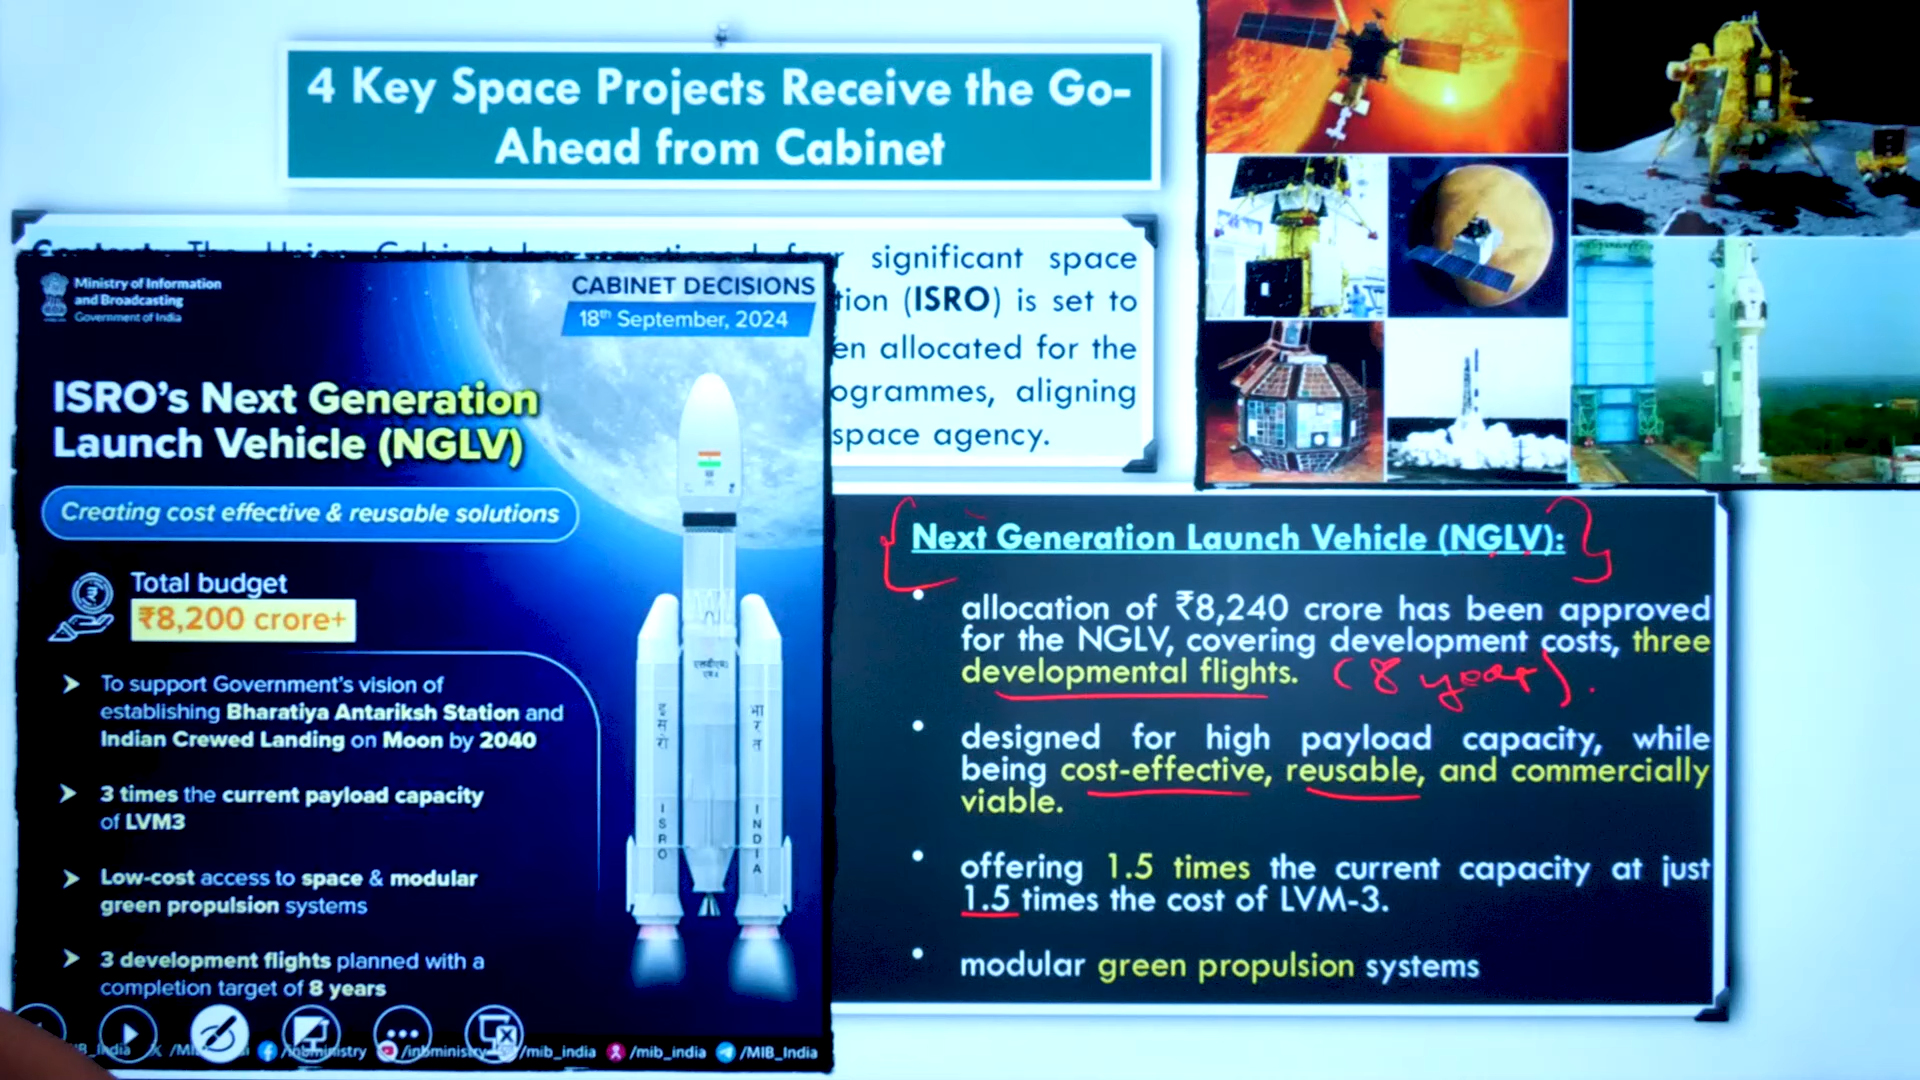 4 Key Space Projects Receive the Go-
Ahead from Cabinet
significant space
tion (ISRO) is set to
en allocated for the
ogrammes, aligning
space agency.
Ministry of Information
and Broadcasting
Government of India
CABINET DECISIONS
18th September, 2024
ISRO's Next Generation
Launch Vehicle (NGLV)
Creating cost effective & reusable solutions
Total budget
₹8,200 crore+
To support Government's vision of
establishing Bharatiya Antariksh Station and
Indian Crewed Landing on Moon by 2040
3 times the current payload capacity
of LVM3
Low-cost access to space & modular
green propulsion systems
3 development flights planned with a
completion target of 8 years
एलवीएम3
इसरो
भारत
ISRO
INDIA
/inbministry /inbministry /mib_india /mib_india /MIB_India
Next Generation Launch Vehicle (NGLV):
allocation of ₹8,240 crore has been approved
for the NGLV, covering development costs, three
developmental flights. (8 year).
designed for high payload capacity, while
being cost-effective, reusable, and commercially
viable.
offering 1.5 times the current capacity at just
1.5 times the cost of LVM-3.
modular green propulsion systems